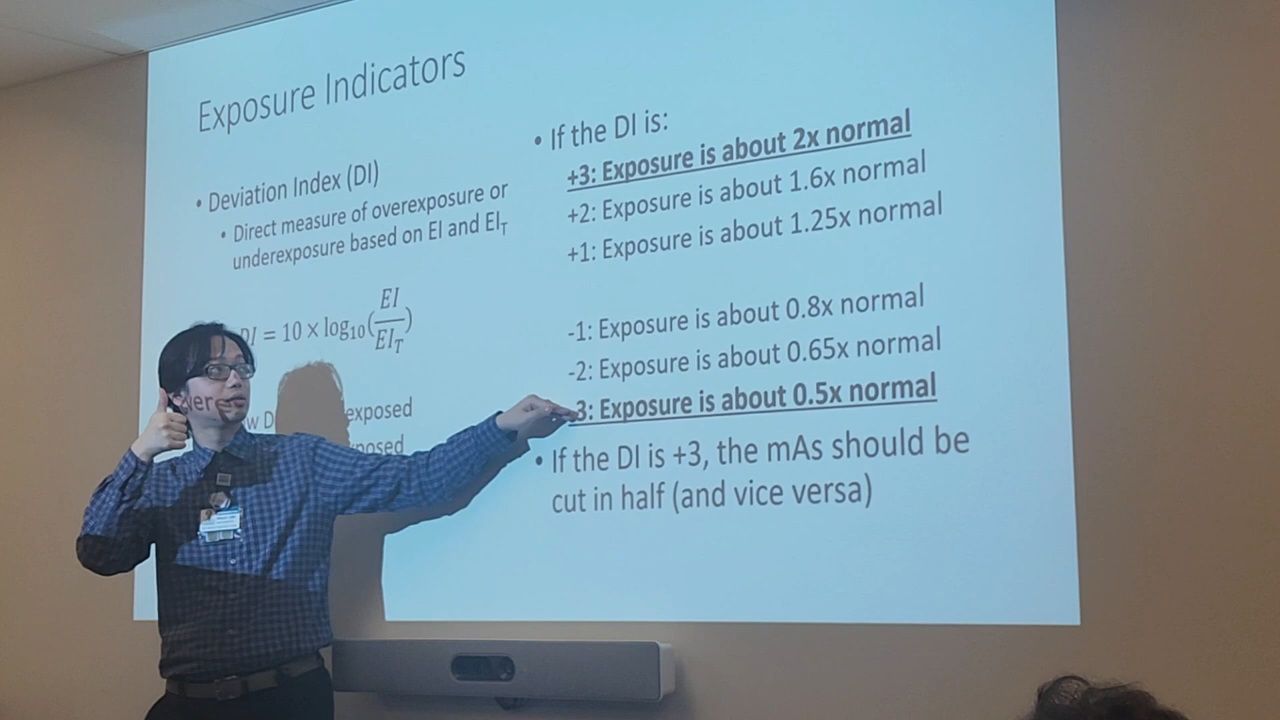 Exposure Indicators
• Deviation Index (DI)
• Direct measure of overexposure or
underexposure based on EI and EI_T
DI = 10 × log₁₀(EI/EI_T)
exposed
• If the DI is:
+3: Exposure is about 2x normal
+2: Exposure is about 1.6x normal
+1: Exposure is about 1.25x normal
-1: Exposure is about 0.8x normal
-2: Exposure is about 0.65x normal
3: Exposure is about 0.5x normal
• If the DI is +3, the mAs should be
cut in half (and vice versa)